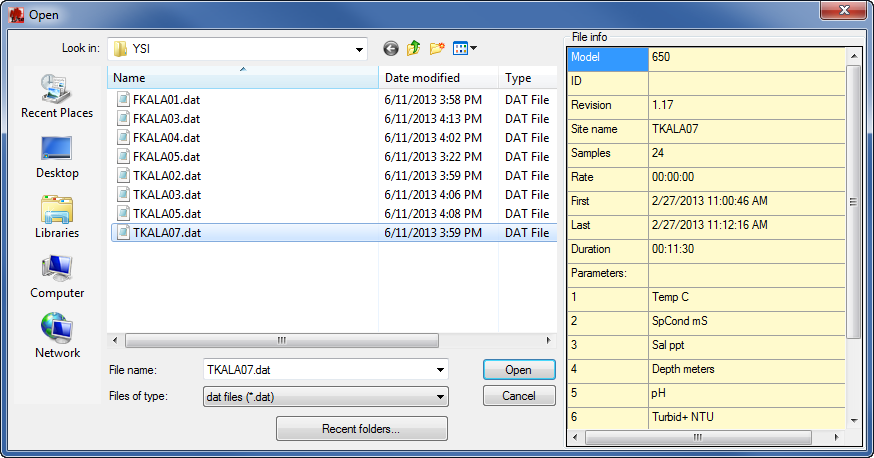 Open
Look in: YSI
Name Date modified Type
FKALA01.dat 6/11/2013 3:58 PM DAT File
FKALA03.dat 6/11/2013 4:13 PM DAT File
FKALA04.dat 6/11/2013 4:02 PM DAT File
FKALA05.dat 6/11/2013 3:22 PM DAT File
TKALA02.dat 6/11/2013 3:59 PM DAT File
TKALA03.dat 6/11/2013 4:06 PM DAT File
TKALA05.dat 6/11/2013 4:08 PM DAT File
TKALA07.dat 6/11/2013 3:59 PM DAT File
Recent Places
Desktop
Libraries
Computer
Network
File name: TKALA07.dat Open
Files of type: dat files (*.dat) Cancel
Recent folders...
File info
Model 650
ID
Revision 1.17
Site name TKALA07
Samples 24
Rate 00:00:00
First 2/27/2013 11:00:46 AM
Last 2/27/2013 11:12:16 AM
Duration 00:11:30
Parameters:
1 Temp C
2 SpCond mS
3 Sal ppt
4 Depth meters
5 pH
6 Turbid+ NTU